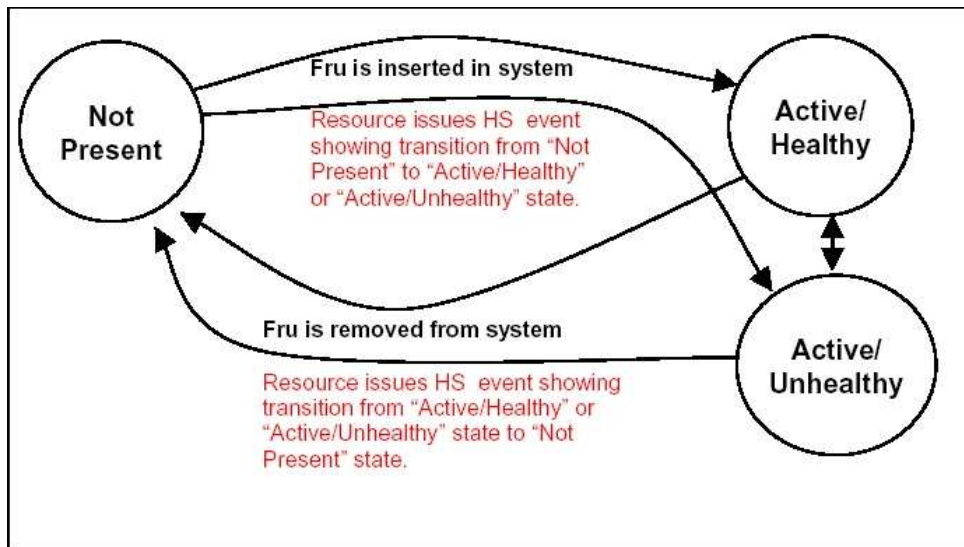 Not
Present
Fru is inserted in system
Resource issues HS event
showing transition from “Not
Present” to “Active/Healthy”
or “Active/Unhealthy” state.
Active/
Healthy
Fru is removed from system
Resource issues HS event showing
transition from “Active/Healthy” or
“Active/Unhealthy” state to “Not
Present” state.
Active/
Unhealthy